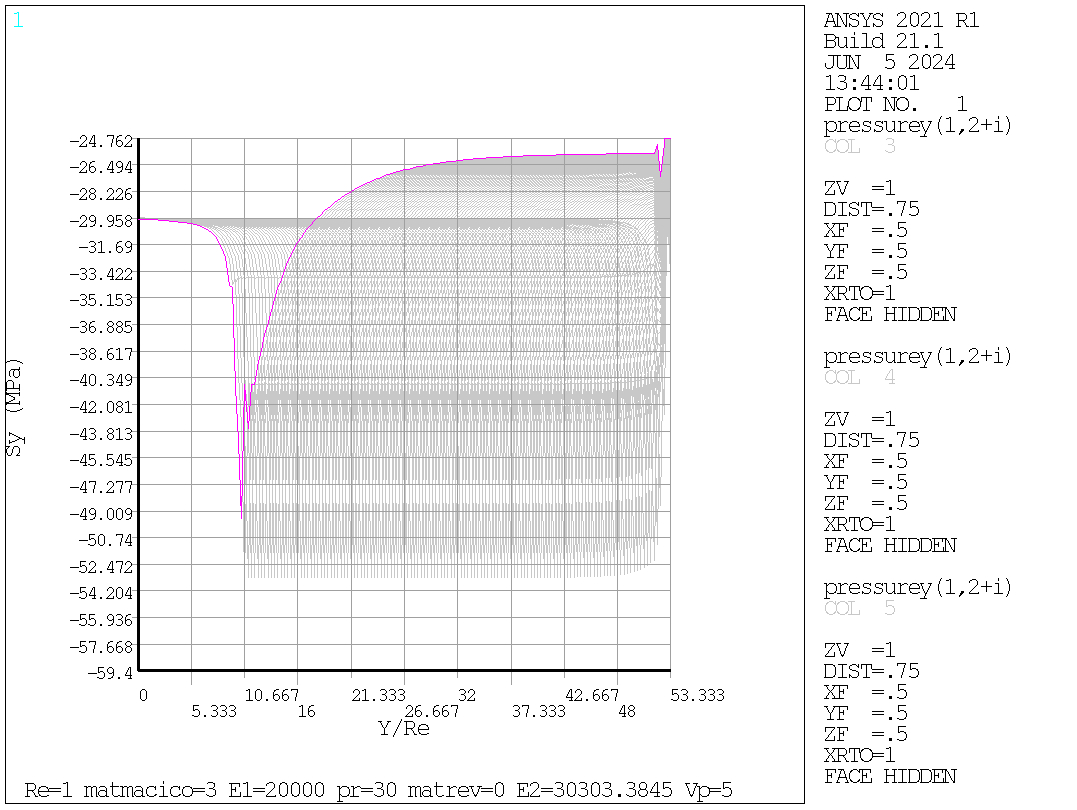 1
ANSYS 2021 R1
Build 21.1
JUN  5 2024
13:44:01
PLOT NO.   1
pressurey(1,2+i)
COL  3
ZV  =1
DIST=.75
XF  =.5
YF  =.5
ZF  =.5
XRTO=1
FACE HIDDEN
pressurey(1,2+i)
COL  4
ZV  =1
DIST=.75
XF  =.5
YF  =.5
ZF  =.5
XRTO=1
FACE HIDDEN
pressurey(1,2+i)
COL  5
ZV  =1
DIST=.75
XF  =.5
YF  =.5
ZF  =.5
XRTO=1
FACE HIDDEN
Sy (MPa)
-24.762
-26.494
-28.226
-29.958
-31.69
-33.422
-35.153
-36.885
-38.617
-40.349
-42.081
-43.813
-45.545
-47.277
-49.009
-50.74
-52.472
-54.204
-55.936
-57.668
-59.4
0 10.667 21.333 32 42.667 53.333
5.333 16 26.667 37.333 48
Y/Re
Re=1 matmacico=3 E1=20000 pr=30 matrev=0 E2=30303.3845 Vp=5